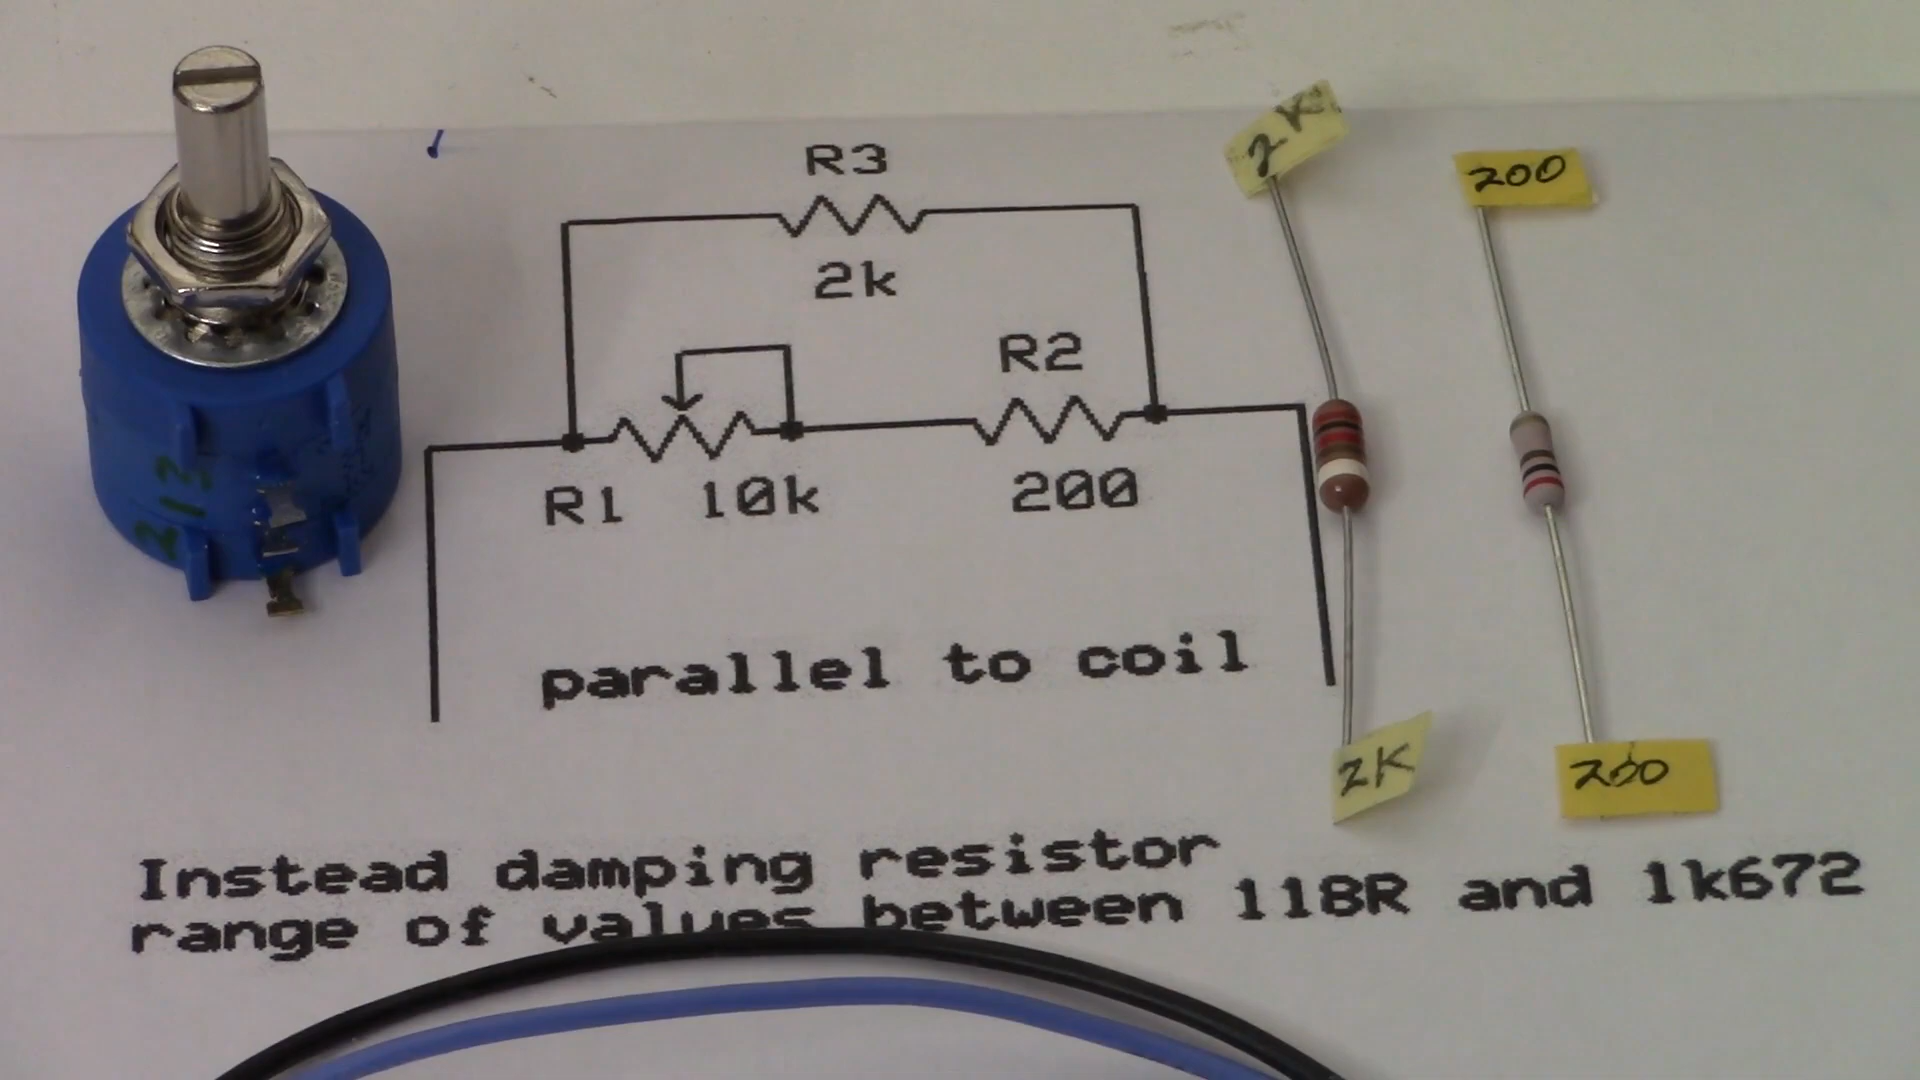 R3
2k
R2
R1 10k
200
parallel to coil
Instead damping resistor
range of values between 118R and 1k672
2K
200
2K
200
213